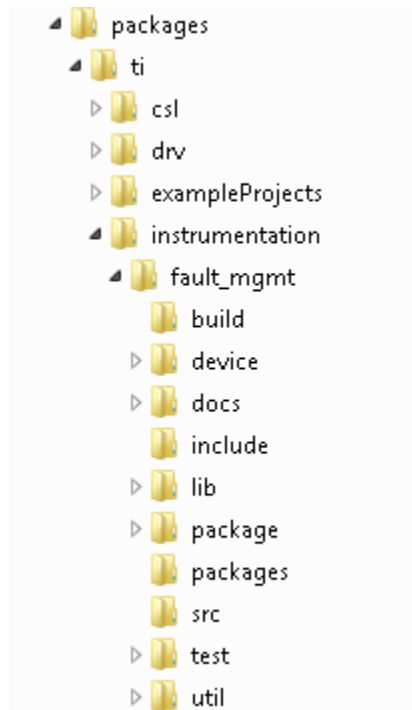 packages
ti
csl
drv
exampleProjects
instrumentation
fault_mgmt
build
device
docs
include
lib
package
packages
src
test
util